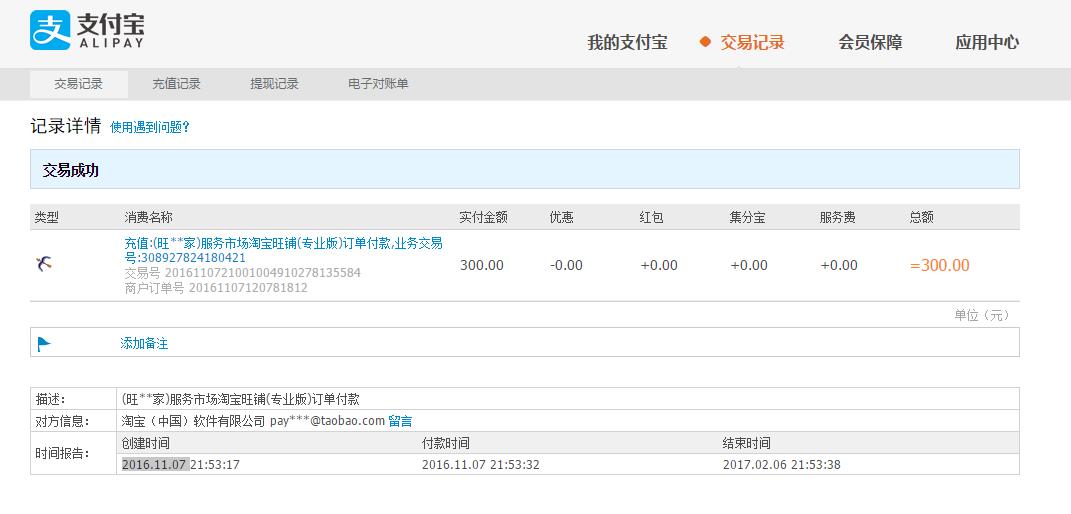 支付宝
ALIPAY
我的支付宝 交易记录 会员保障 应用中心
交易记录 充值记录 提现记录 电子对账单
记录详情 使用遇到问题?
交易成功
类型 消费名称 实付金额 优惠 红包 集分宝 服务费 总额
充值:(旺**家)服务市场淘宝旺铺(专业版)订单付款,业务交易
号:308927824180421
交易号 2016110721001004910278135584
商户订单号 20161107120781812
300.00 -0.00 +0.00 +0.00 +0.00 =300.00
单位（元）
添加备注
描述: (旺**家)服务市场淘宝旺铺(专业版)订单付款
对方信息: 淘宝（中国）软件有限公司 pay***@taobao.com 留言
时间报告: 创建时间 付款时间 结束时间
2016.11.07 21:53:17 2016.11.07 21:53:32 2017.02.06 21:53:38